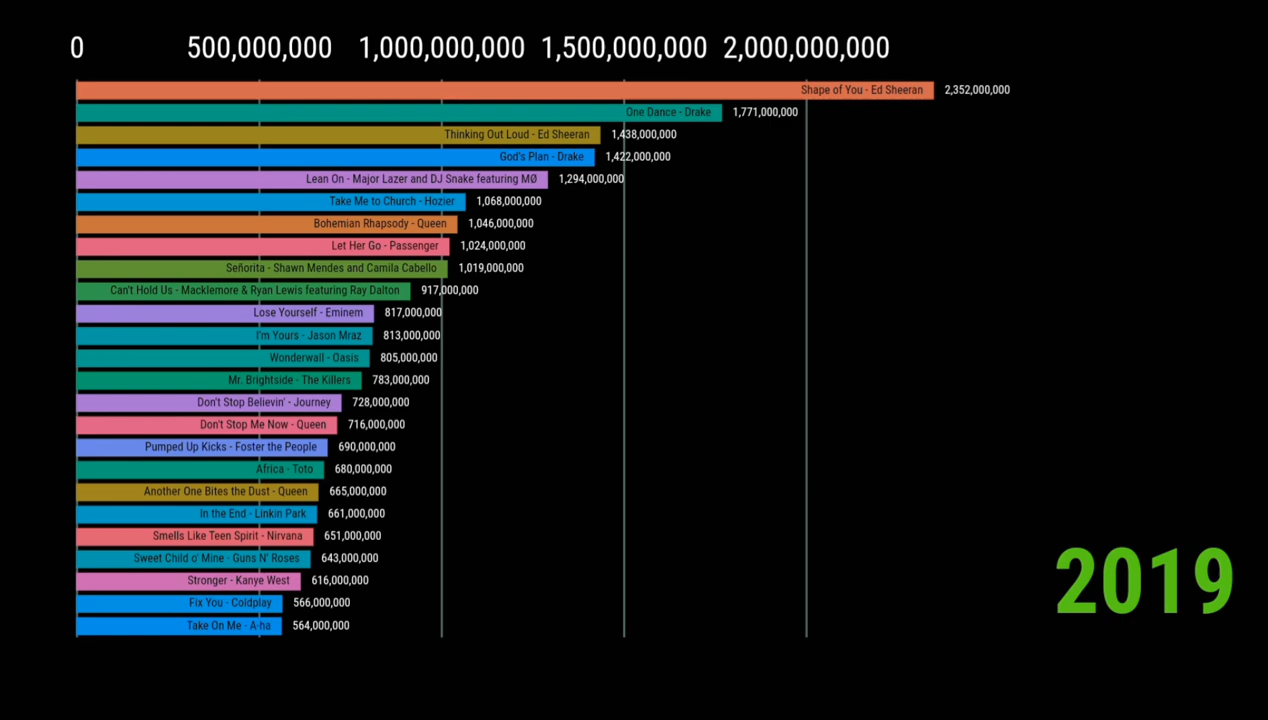 0 500,000,000 1,000,000,000 1,500,000,000 2,000,000,000
Shape of You - Ed Sheeran 2,352,000,000
One Dance - Drake 1,771,000,000
Thinking Out Loud - Ed Sheeran 1,438,000,000
God's Plan - Drake 1,422,000,000
Lean On - Major Lazer and DJ Snake featuring MØ 1,294,000,000
Take Me to Church - Hozier 1,068,000,000
Bohemian Rhapsody - Queen 1,046,000,000
Let Her Go - Passenger 1,024,000,000
Señorita - Shawn Mendes and Camila Cabello 1,019,000,000
Can't Hold Us - Macklemore & Ryan Lewis featuring Ray Dalton 917,000,000
Lose Yourself - Eminem 817,000,000
I'm Yours - Jason Mraz 813,000,000
Wonderwall - Oasis 805,000,000
Mr. Brightside - The Killers 783,000,000
Don't Stop Believin' - Journey 728,000,000
Don't Stop Me Now - Queen 716,000,000
Pumped Up Kicks - Foster the People 690,000,000
Africa - Toto 680,000,000
Another One Bites the Dust - Queen 665,000,000
In the End - Linkin Park 661,000,000
Smells Like Teen Spirit - Nirvana 651,000,000
Sweet Child o' Mine - Guns N' Roses 643,000,000
Stronger - Kanye West 616,000,000
Fix You - Coldplay 566,000,000
Take On Me - A-ha 564,000,000
2019